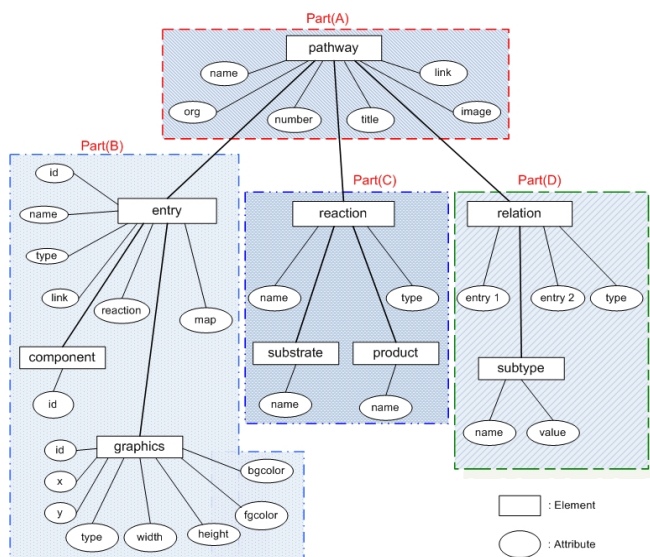 Part(A)
pathway
name
link
org
number
title
image
Part(B)
id
name
entry
type
link
reaction
map
component
id
graphics
id
x
y
type
width
height
fgcolor
bgcolor
Part(C)
reaction
name
type
substrate
product
name
name
Part(D)
relation
entry 1
entry 2
type
subtype
name
value
: Element
: Attribute